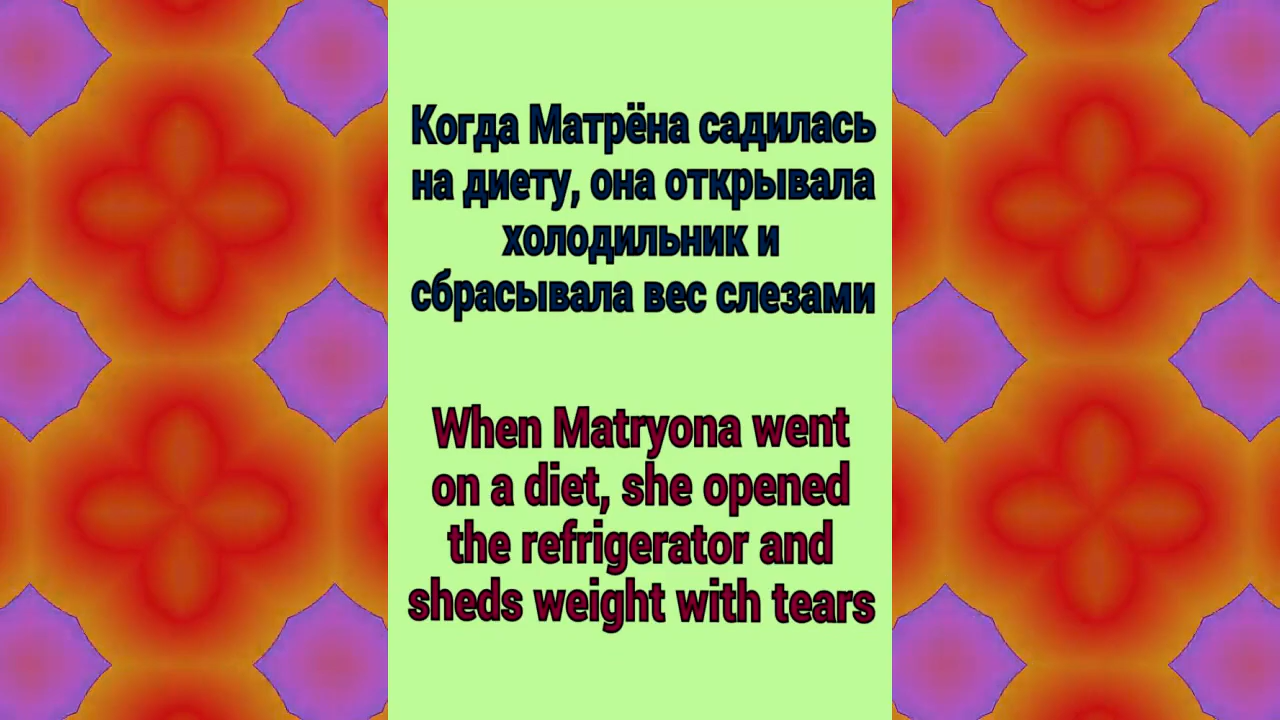 Когда Матрёна садилась
на диету, она открывала
холодильник и
сбрасывала вес слезами
When Matryona went
on a diet, she opened
the refrigerator and
sheds weight with tears